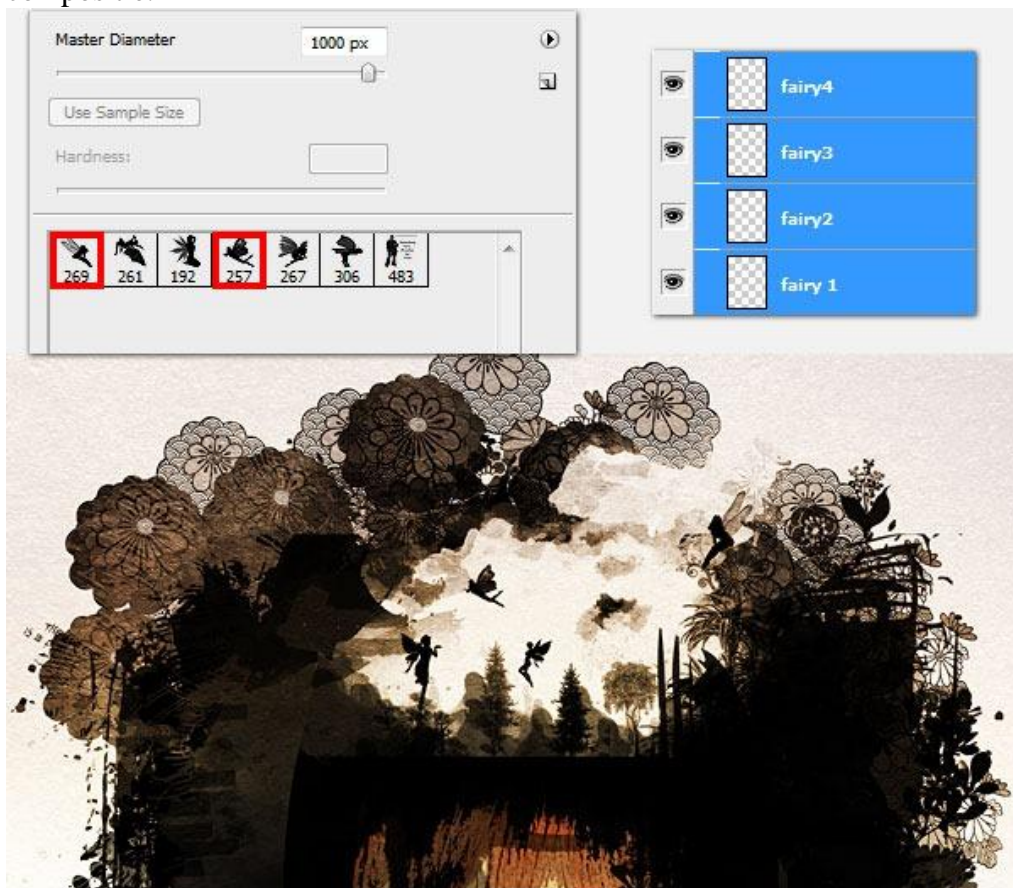 Master Diameter 1000 px
Use Sample Size
Hardness:
269 261 192 257 267 306 483
fairy4
fairy3
fairy2
fairy 1